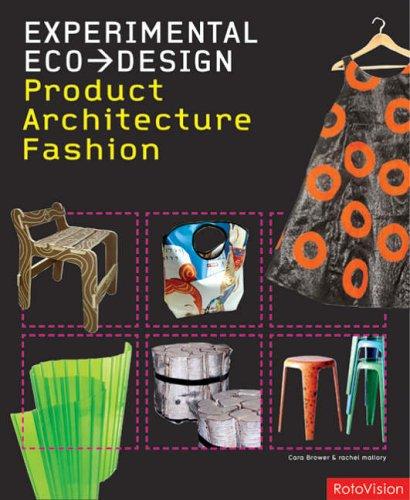 EXPERIMENTAL
ECO→DESIGN
Product
Architecture
Fashion
Cara Brower & rachel mallory
RotoVision